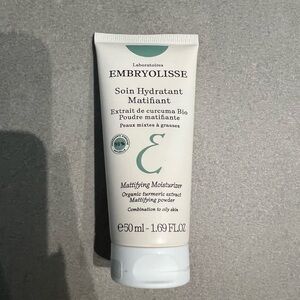 Laboratoires
EMBRYOLISSE
Soin Hydratant
Matifiant
Extrait de curcuma Bio
Poudre matifiante
Peaux mixtes à grasses
Mattifying Moisturizer
Organic turmeric extract
Mattifying powder
Combination to oily skin
e50 ml - 1.69 FL.OZ